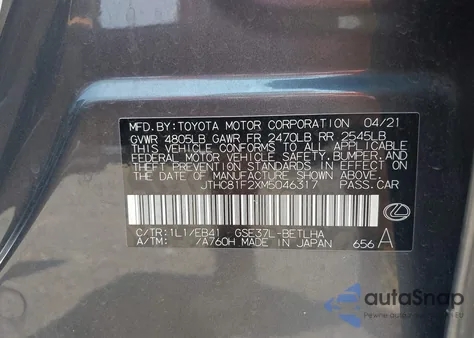 MFD.BY:TOYOTA MOTOR CORPORATION 04/21
GVWR 4805LB GAWR FR 2470LB RR 2545LB
THIS VEHICLE CONFORMS TO ALL APPLICABLE
FEDERAL MOTOR VEHICLE SAFETY, BUMPER, AND
THEFT PREVENTION STANDARDS IN EFFECT ON
THE DATE OF MANUFACTURE SHOWN ABOVE.
JTHC81F2XM5046317 PASS.CAR
C/TR:1L1/EB41 GSE37L-BETLHA
A/TM: /A760H MADE IN JAPAN 656 A
autoSnap
Pewne auta